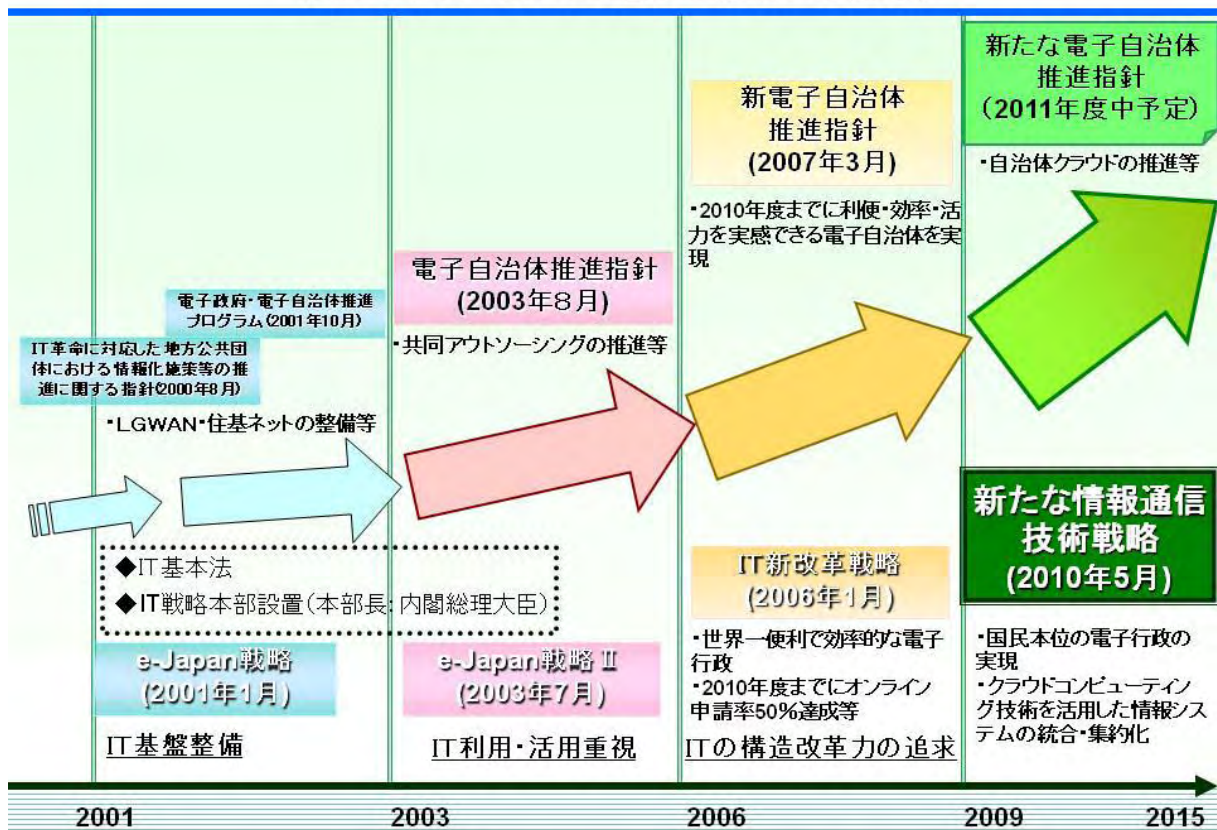 IT革命に対応した地方公共団
体における情報化施策等の推
進に関する指針(2000年8月)
電子政府・電子自治体推進
プログラム(2001年10月)
・LGWAN・住基ネットの整備等
電子自治体推進指針
(2003年8月)
・共同アウトソーシングの推進等
新電子自治体
推進指針
(2007年3月)
・2010年度までに利便・効率・活
力を実感できる電子自治体を実
現
新たな電子自治体
推進指針
(2011年度中予定)
・自治体クラウドの推進等
◆IT基本法
◆IT戦略本部設置(本部長:内閣総理大臣)
e-Japan戦略
(2001年1月)
IT基盤整備
e-Japan戦略Ⅱ
(2003年7月)
IT利用・活用重視
IT新改革戦略
(2006年1月)
・世界一便利で効率的な電子
行政
・2010年度までにオンライン
申請率50%達成等
ITの構造改革力の追求
新たな情報通信
技術戦略
(2010年5月)
・国民本位の電子行政の
実現
・クラウドコンピューティン
グ技術を活用した情報シス
テムの統合・集約化
2001
2003
2006
2009
2015